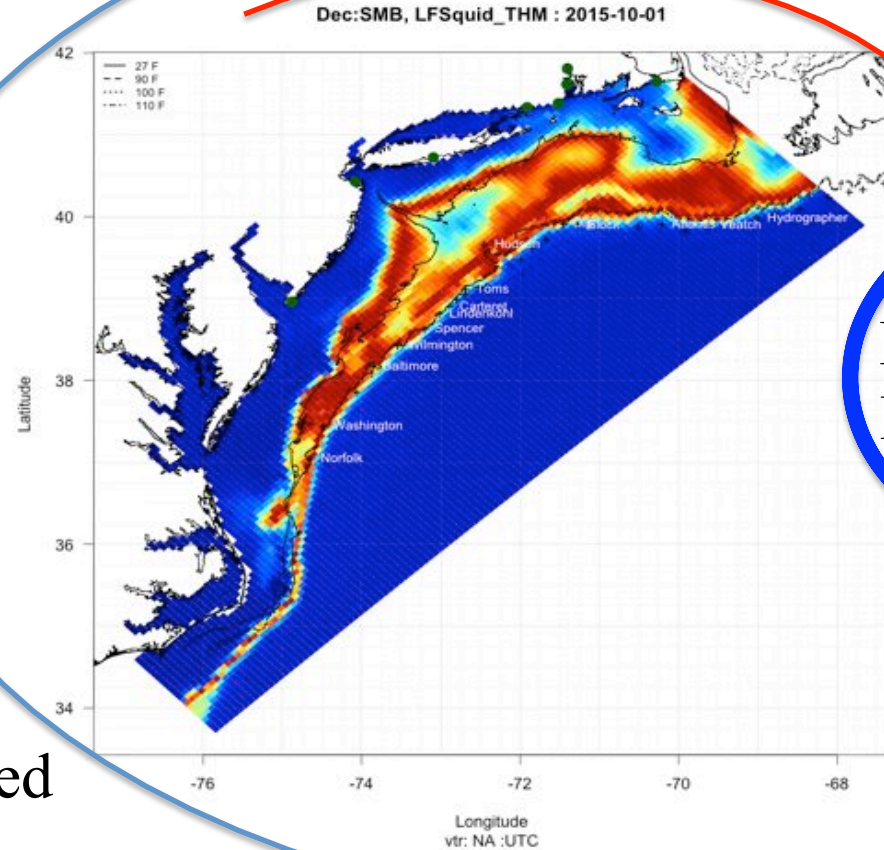 Dec:SMB, LFSquid_THM : 2015-10-01
27 F
90 F
100 F
110 F
42
40
38
36
34
Latitude
Hydrographer
Veatch
Block
Hudson
Toms
Carteret
Lindenkohl
Spencer
Wilmington
Baltimore
Washington
Norfolk
ed
-76
-74
-72
-70
-68
Longitude
vtr: NA :UTC